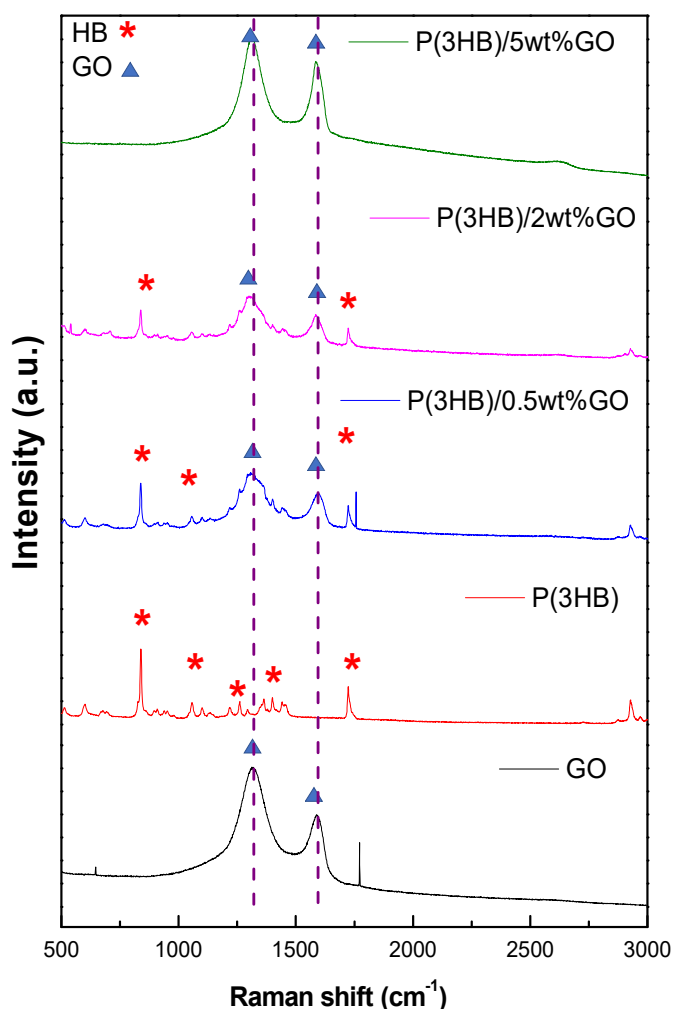 HB
GO
P(3HB)/5wt%GO
P(3HB)/2wt%GO
P(3HB)/0.5wt%GO
P(3HB)
GO
Intensity (a.u.)
500 1000 1500 2000 2500 3000
Raman shift (cm⁻¹)